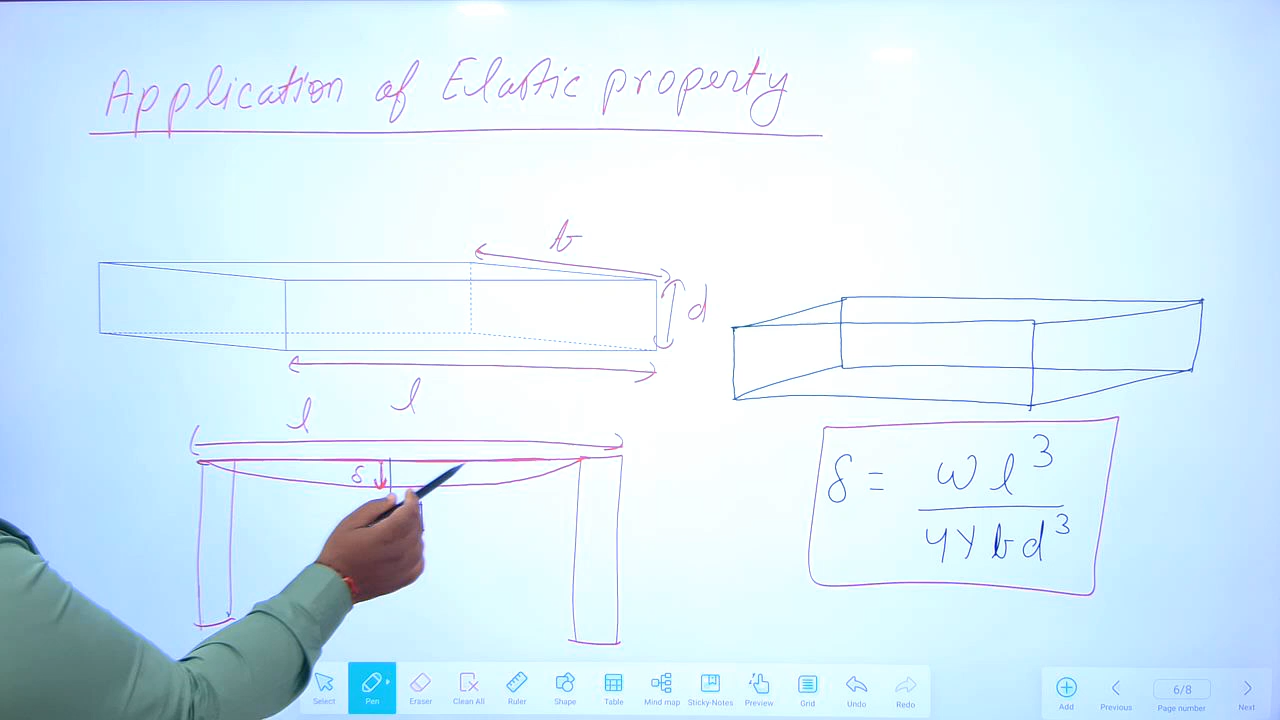 Application of Elastic property
b
d
l
l
δ
δ = wl³
4Ybd³
Select
Pen
Eraser
Clean All
Ruler
Shape
Table
Mind map
Sticky-Notes
Preview
Grid
Undo
Redo
Add
Previous
6/8
Page number
Next